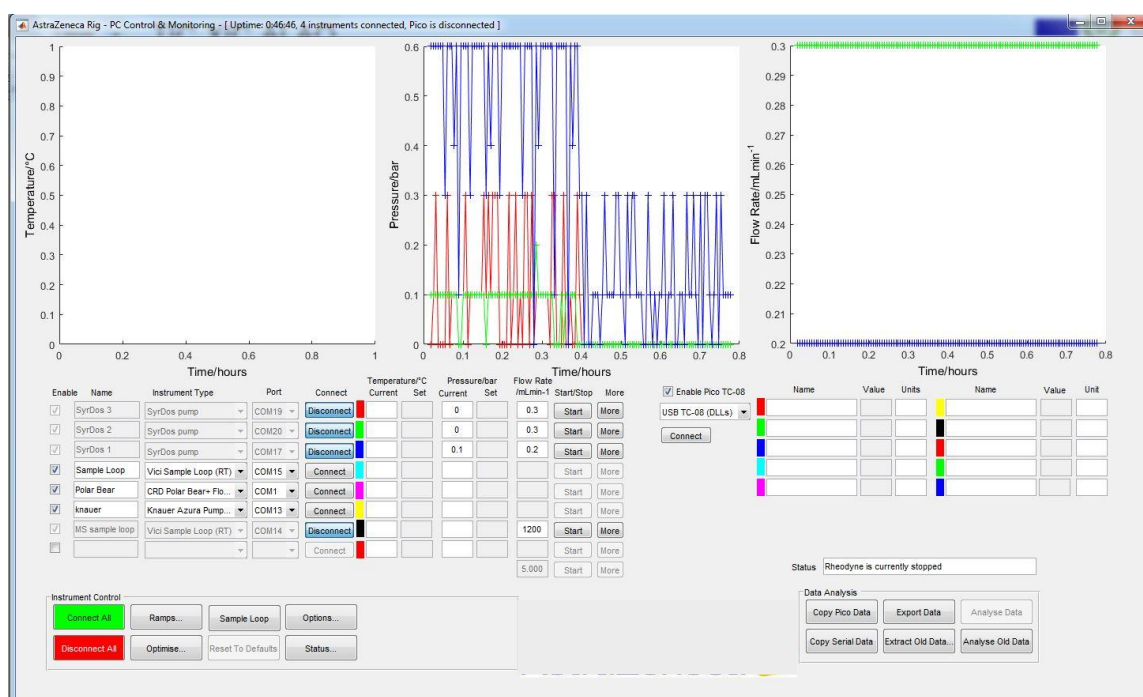 AstraZeneca Rig - PC Control & Monitoring - [ Uptime: 0:46:46, 4 instruments connected, Pico is disconnected ]
Temperature/°C
1
0.9
0.8
0.7
0.6
0.5
0.4
0.3
0.2
0.1
0
0 0.2 0.4 0.6 0.8 1
Time/hours
Pressure/bar
0.6
0.5
0.4
0.3
0.2
0.1
0
0 0.1 0.2 0.3 0.4 0.5 0.6 0.7 0.8
Time/hours
Flow Rate/mLmin-1
0.3
0.29
0.28
0.27
0.26
0.25
0.24
0.23
0.22
0.21
0.2
0 0.2 0.4 0.6 0.8
Time/hours
Temperature/°C Pressure/bar Flow Rate
Enable Name Instrument Type Port Connect Current Set Current Set /mLmin-1 Start/Stop More
SyrDos 3 SyrDos pump COM19 Disconnect 0 0.3 Start More
SyrDos 2 SyrDos pump COM20 Disconnect 0 0.3 Start More
SyrDos 1 SyrDos pump COM17 Disconnect 0.1 0.2 Start More
Sample Loop Vici Sample Loop (RT) COM15 Connect Start More
Polar Bear CRD Polar Bear+ Flo... COM1 Connect Start More
knauer Knauer Azura Pump... COM13 Connect Start More
MS sample loop Vici Sample Loop (RT) COM14 Disconnect 1200 Start More
Connect Start More
5.000 Start More
Enable Pico TC-08
USB TC-08 (DLLs)
Connect
Name Value Units Name Value Unit
Status Rheodyne is currently stopped
Instrument Control
Connect All Ramps... Sample Loop Options...
Disconnect All Optimise... Reset To Defaults Status...
Data Analysis
Copy Pico Data Export Data Analyse Data
Copy Serial Data Extract Old Data... Analyse Old Data